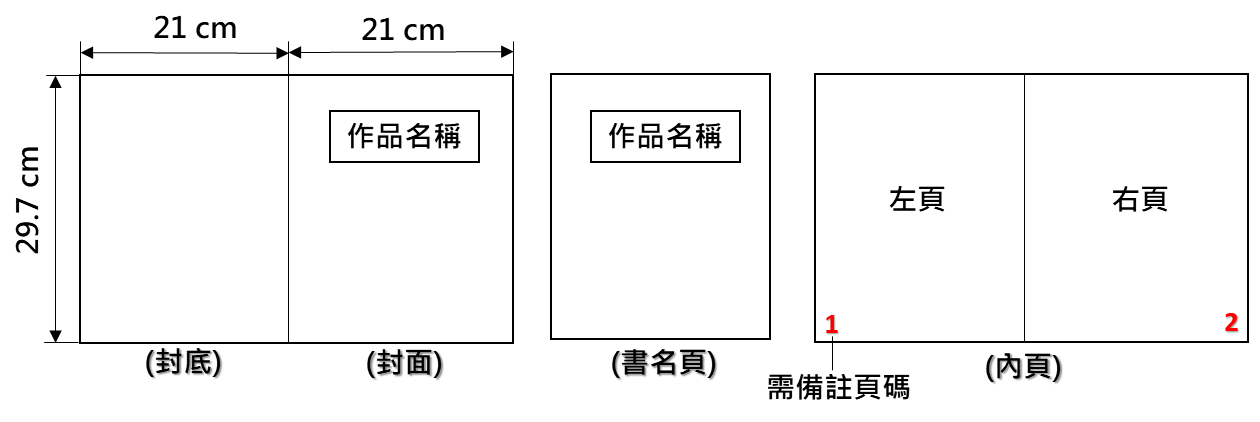 21 cm
21 cm
29.7 cm
作品名稱
作品名稱
左頁
右頁
1
2
(封底)
(封面)
(書名頁)
(內頁)
需備註頁碼